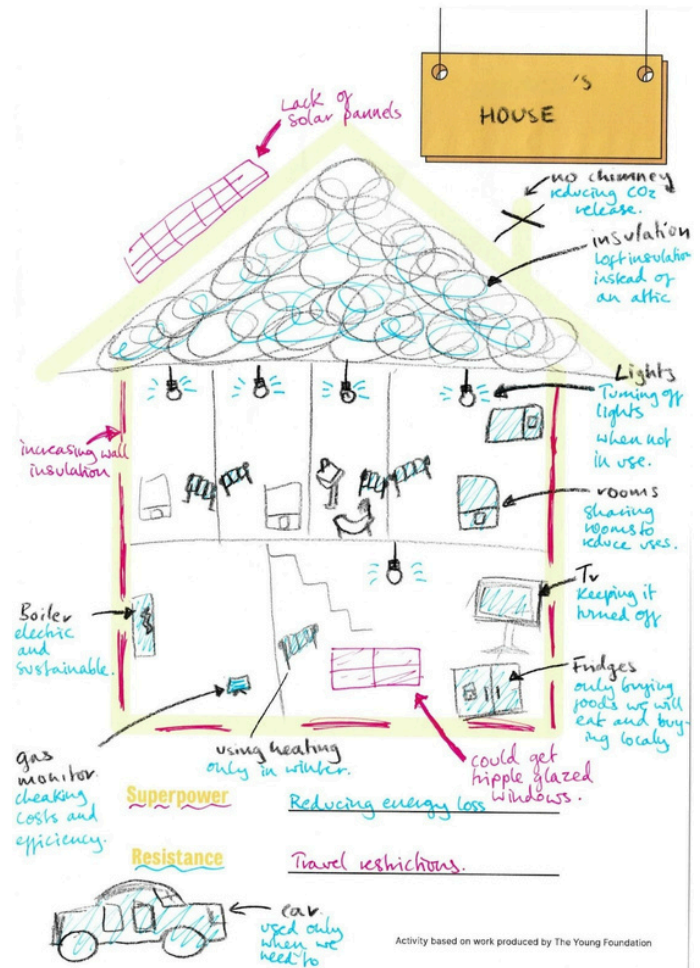 's
HOUSE
Lack of
solar pannels
no chimney
reducing CO2
release.
insulation
Loft insulation
instead of
an attic
Lights
Turning off
lights
when not
in use.
increasing wall
insulation
rooms
sharing
rooms to
reduce uses.
Tv
Keeping it
turned off
Boiler
electric
and
sustainable.
Fridges
only buying
foods we will
eat and buy-
ing localy
gas
monitor.
cheaking
costs and
efficiency.
using heating
only in winter.
could get
tripple glazed
windows.
Superpower
Reducing energy loss
Resistance
Travel restrictions.
car.
used only
when we
need to
Activity based on work produced by The Young Foundation